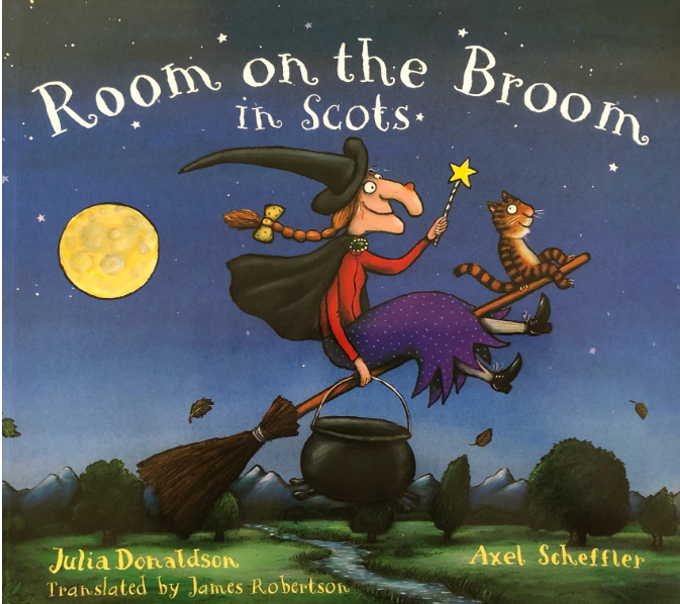 Room on the Broom
in Scots
Julia Donaldson
Axel Scheffler
Translated by James Robertson